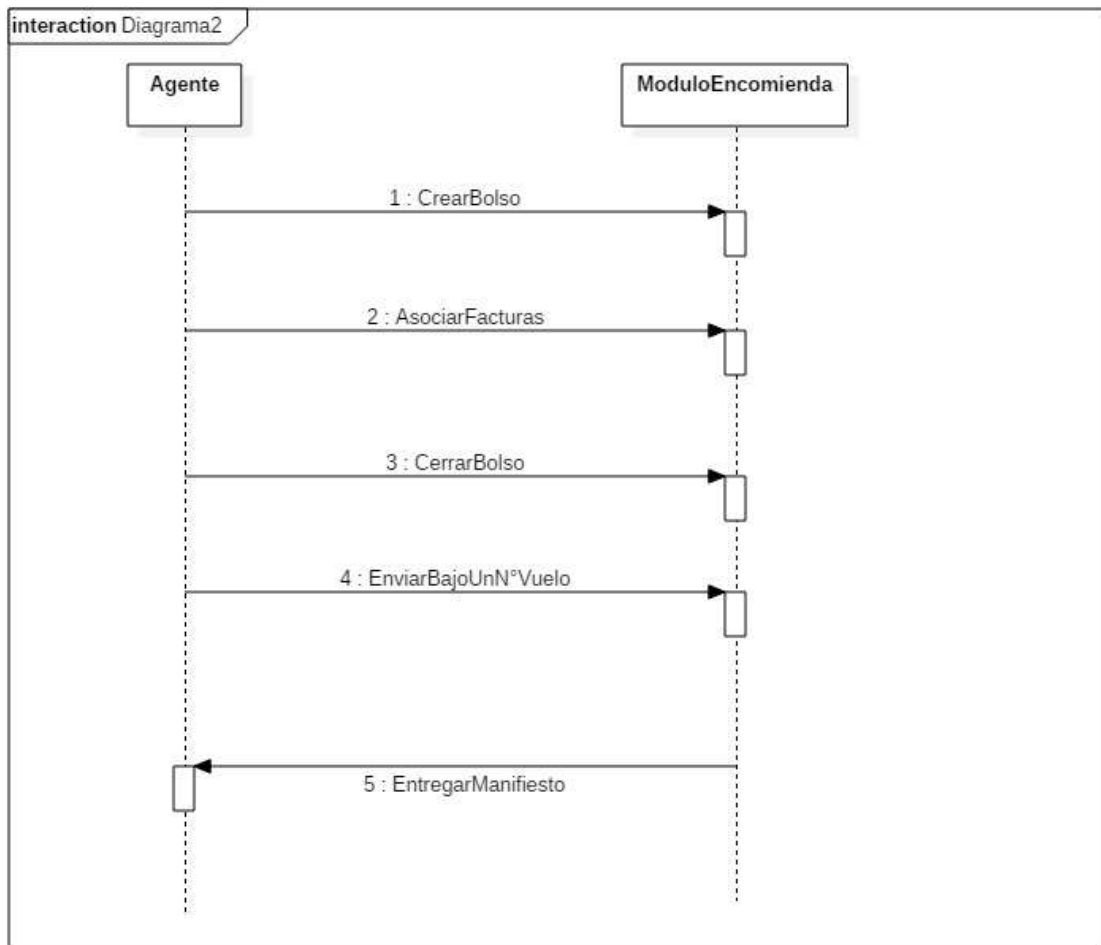 interaction Diagrama2
Agente
ModuloEncomienda
1 : CrearBolso
2 : AsociarFacturas
3 : CerrarBolso
4 : EnviarBajoUnN°Vuelo
5 : EntregarManifiesto